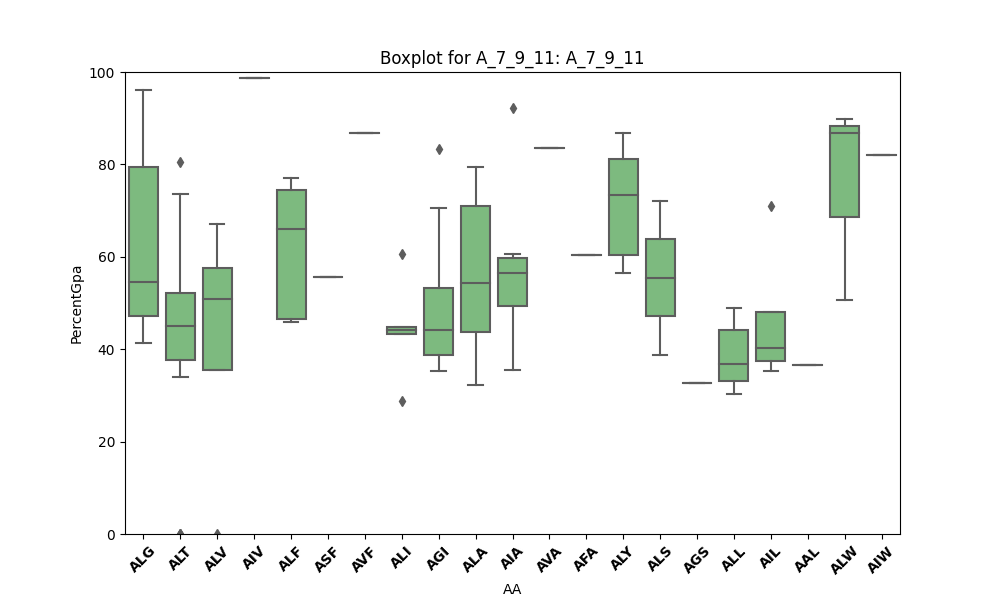 Boxplot for A_7_9_11: A_7_9_11
100
80
60
40
20
0
PercentGpa
ALG ALT ALV AIV ALF ASF AVF ALI AGI ALA AIA AVA AFA ALY ALS AGS ALL AIL AAL ALW AIW
AA